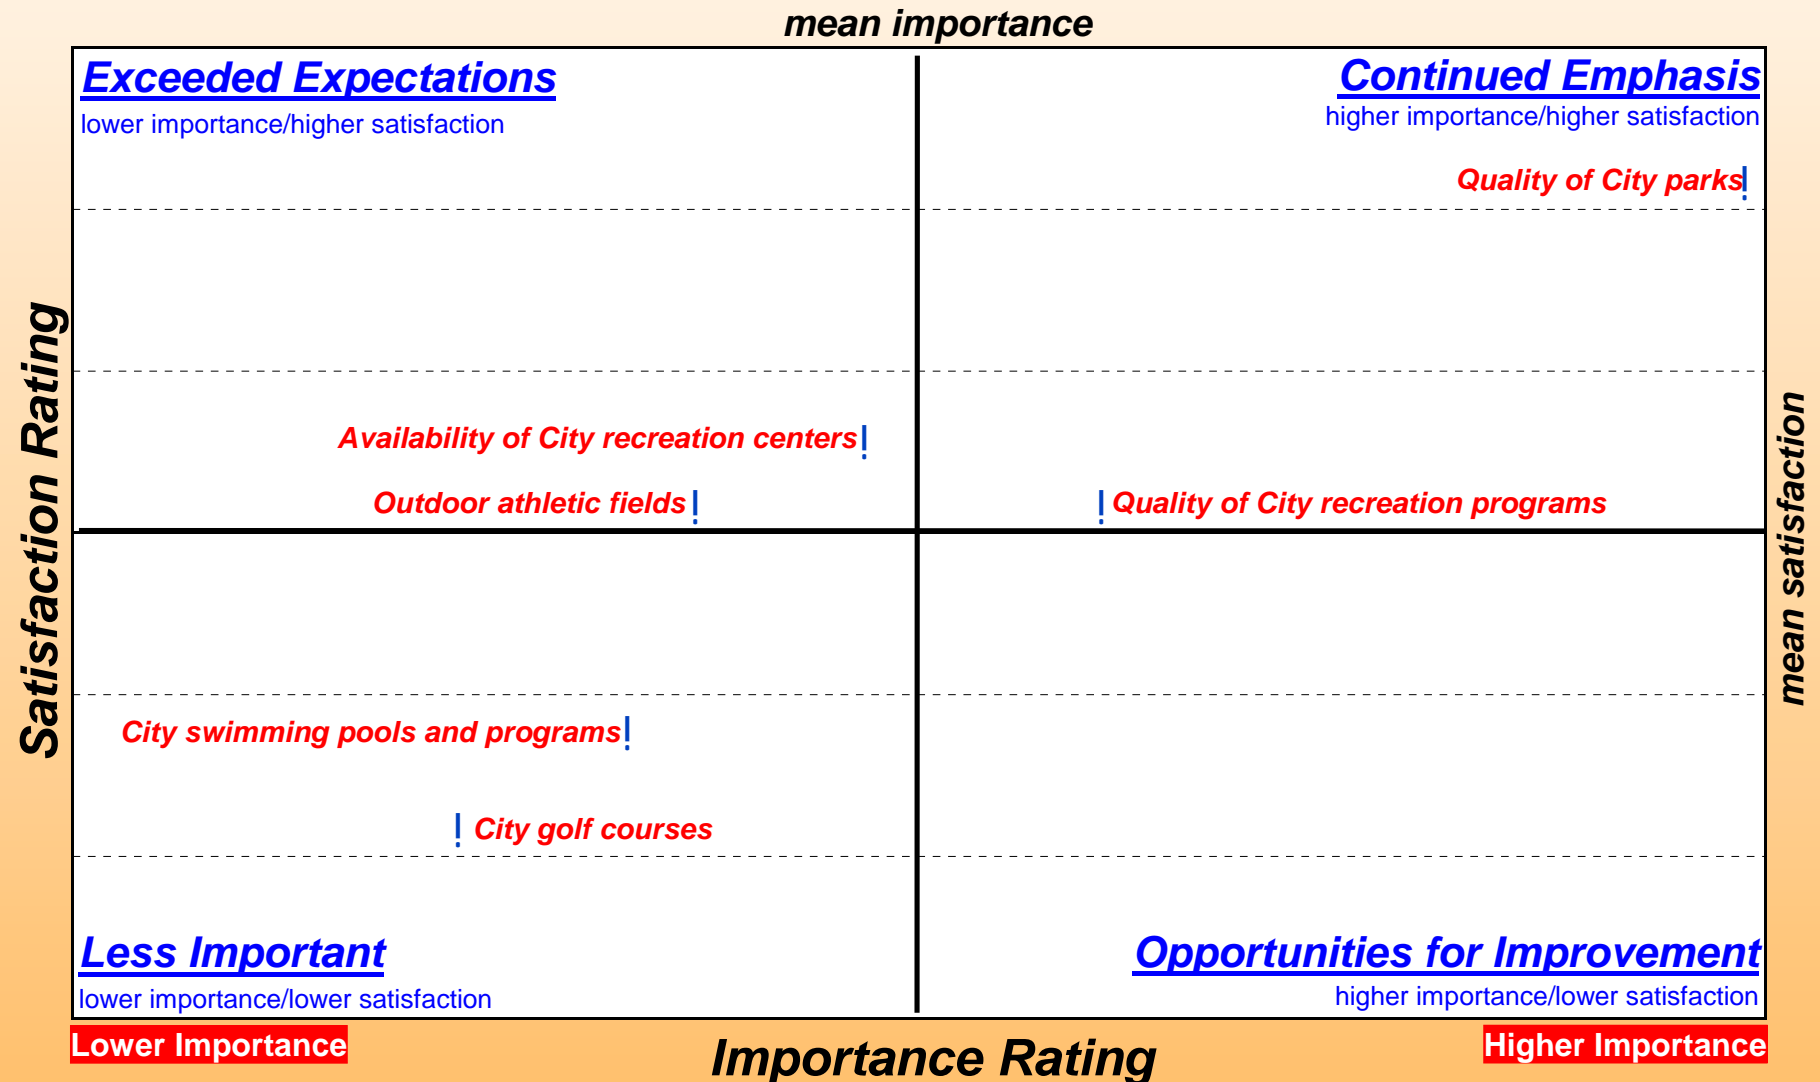 mean importance
Exceeded Expectations
lower importance/higher satisfaction
Continued Emphasis
higher importance/higher satisfaction
Quality of City parks
Satisfaction Rating
mean satisfaction
Availability of City recreation centers
Outdoor athletic fields
Quality of City recreation programs
City swimming pools and programs
City golf courses
Less Important
lower importance/lower satisfaction
Opportunities for Improvement
higher importance/lower satisfaction
Lower Importance
Importance Rating
Higher Importance